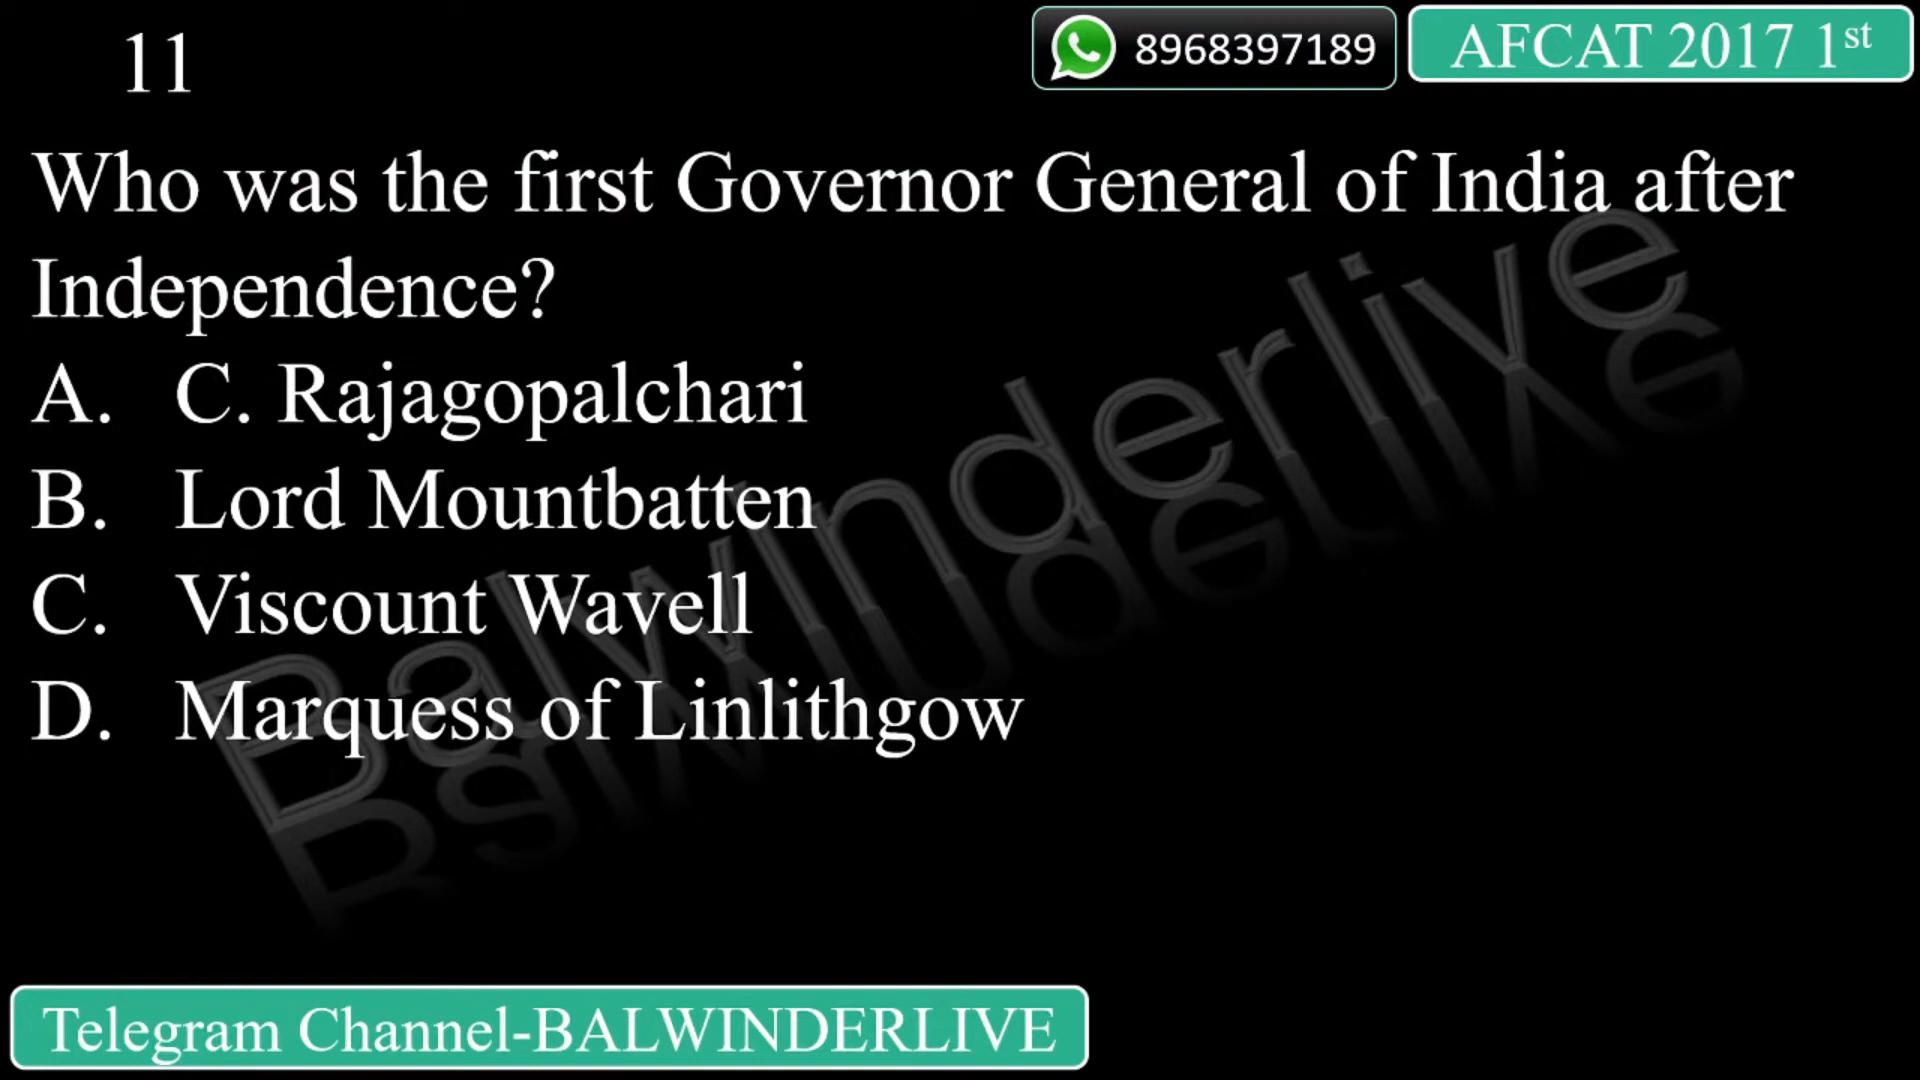 11
8968397189
AFCAT 2017 1st
Who was the first Governor General of India after
Independence?
A. C. Rajagopalchari
B. Lord Mountbatten
C. Viscount Wavell
D. Marquess of Linlithgow
Balwinderlive
Telegram Channel-BALWINDERLIVE